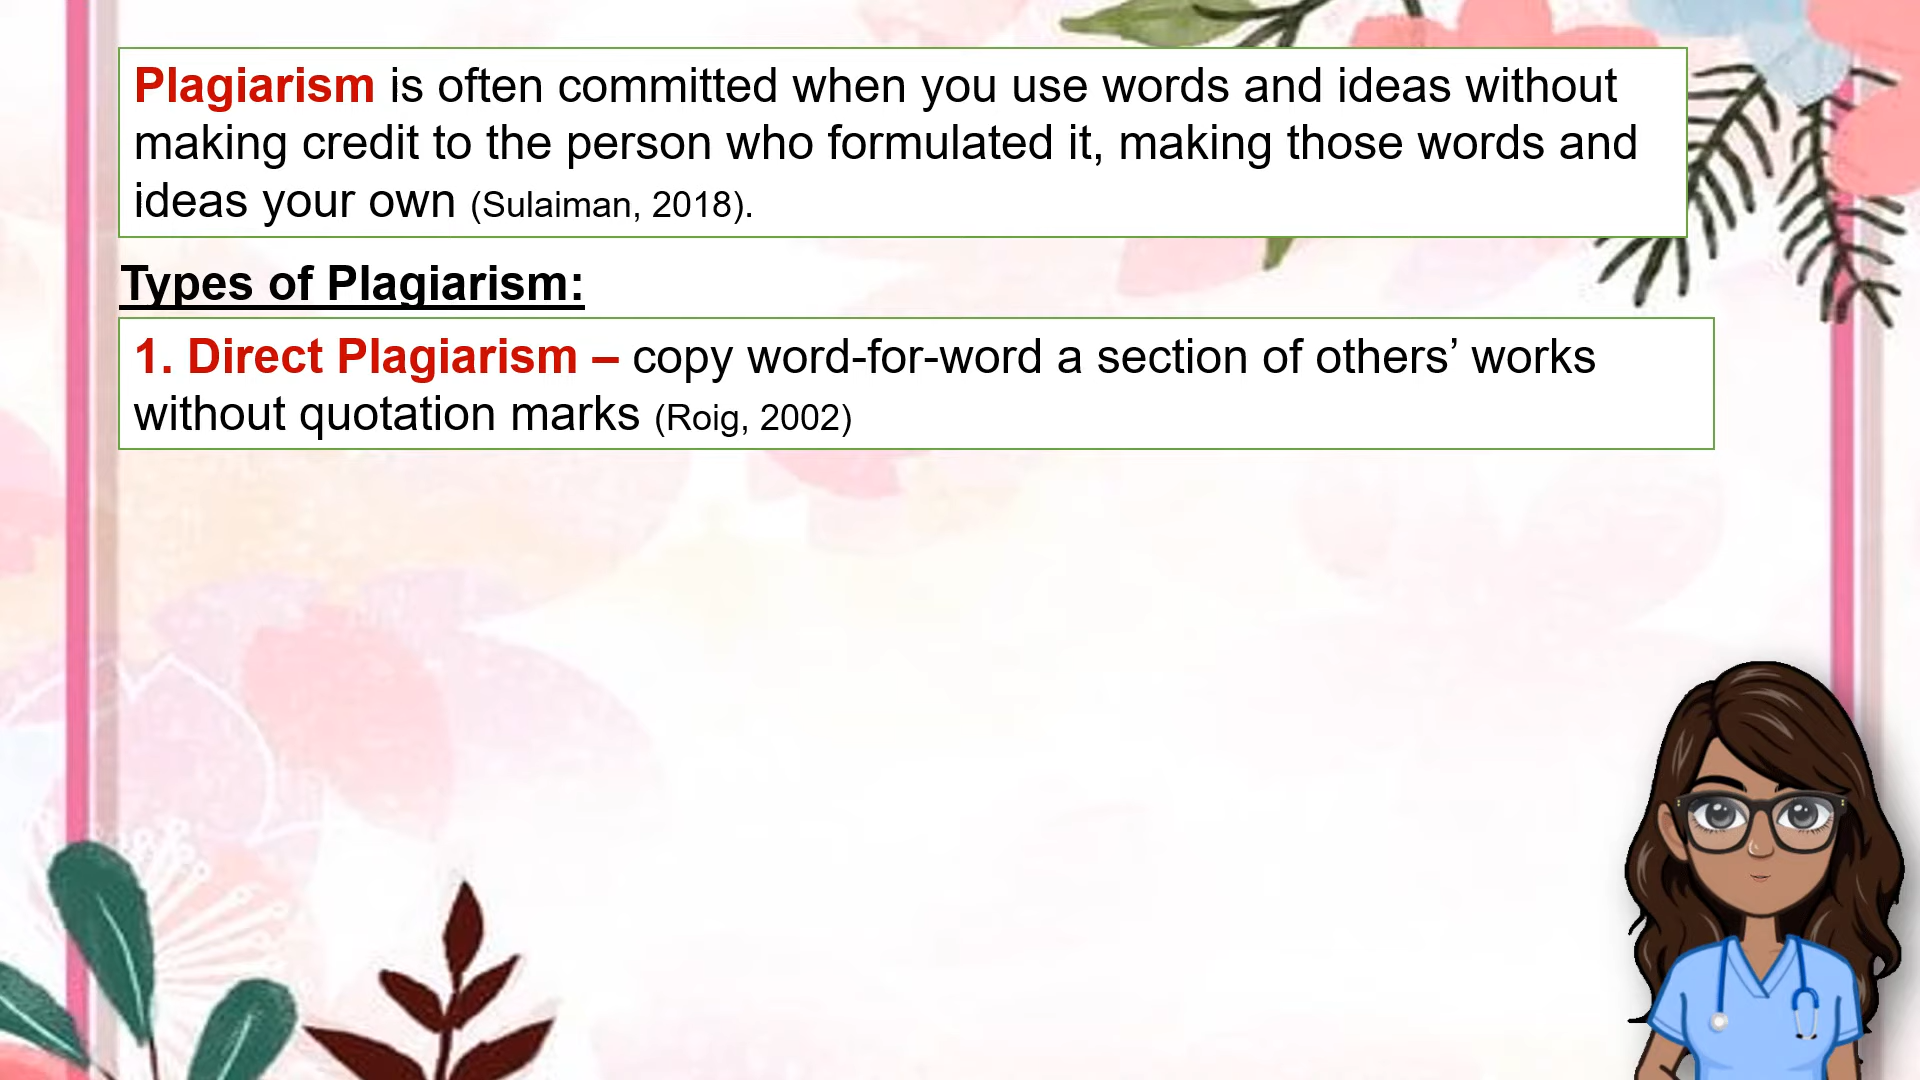 Plagiarism is often committed when you use words and ideas without
making credit to the person who formulated it, making those words and
ideas your own (Sulaiman, 2018).
Types of Plagiarism:
1. Direct Plagiarism – copy word-for-word a section of others’ works
without quotation marks (Roig, 2002)